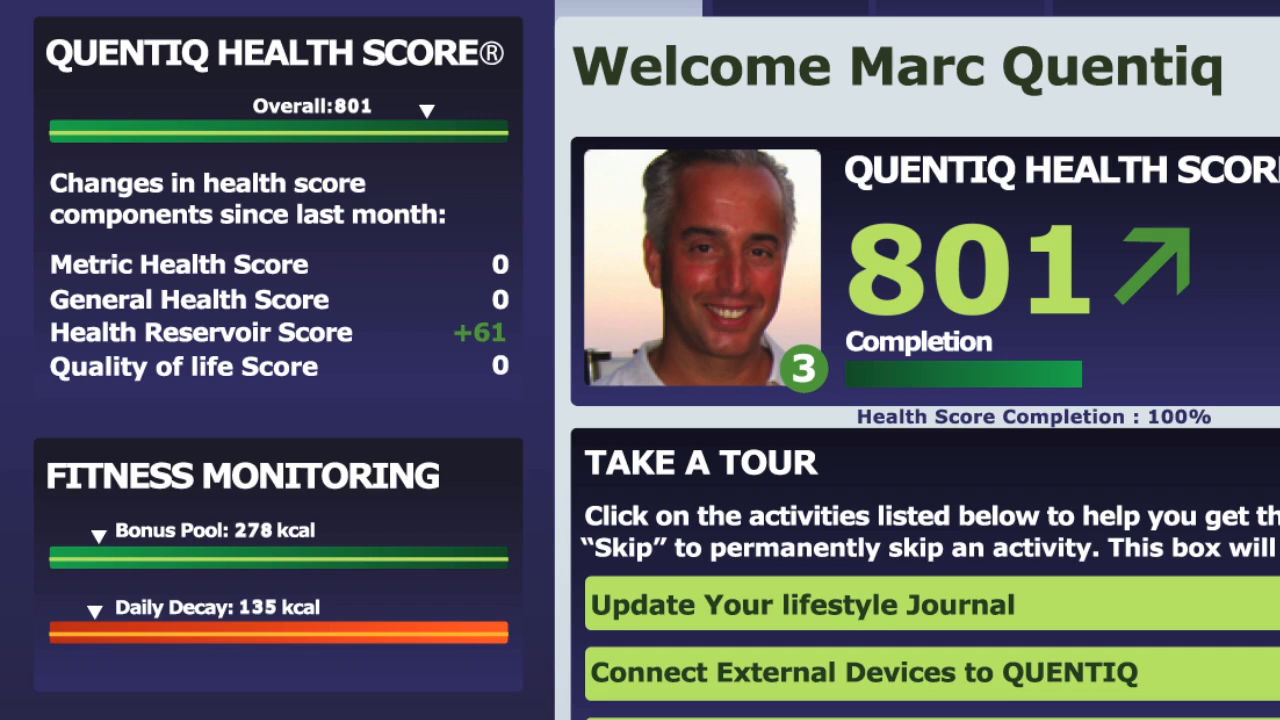 QUENTIQ HEALTH SCORE®
Overall:801
Changes in health score
components since last month:
Metric Health Score 0
General Health Score 0
Health Reservoir Score +61
Quality of life Score 0
FITNESS MONITORING
Bonus Pool: 278 kcal
Daily Decay: 135 kcal
Welcome Marc Quentiq
QUENTIQ HEALTH SCOR
801
Completion
3
Health Score Completion : 100%
TAKE A TOUR
Click on the activities listed below to help you get th
“Skip” to permanently skip an activity. This box will
Update Your lifestyle Journal
Connect External Devices to QUENTIQ